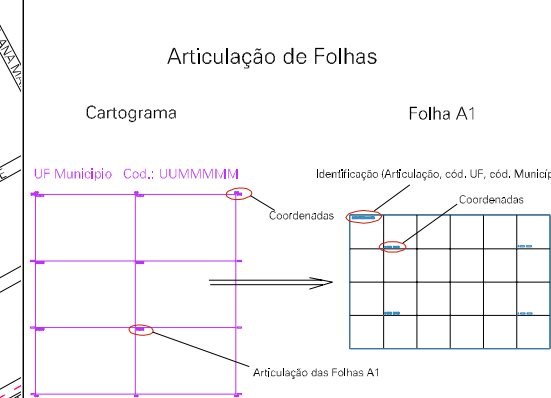 Articulação de Folhas
Cartograma
Folha A1
UF Municipio Cod.: UUMMMMM
Identificação (Articulação, cód. UF, cód. Municíp
Coordenadas
Coordenadas
Articulação das Folhas A1